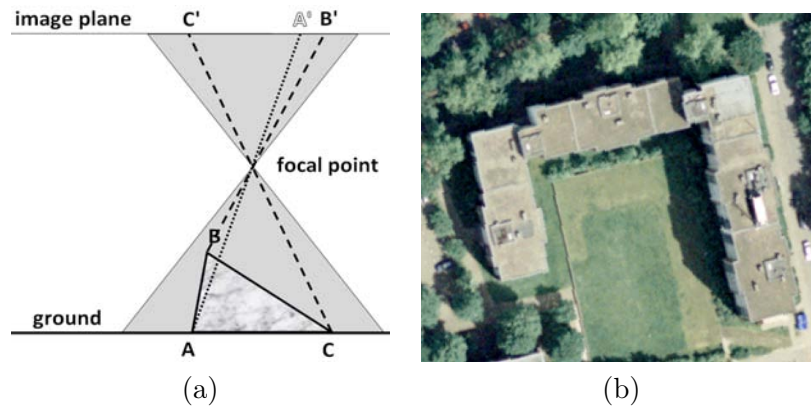 image plane C' A' B'
focal point
B
ground
A C
(a) (b)